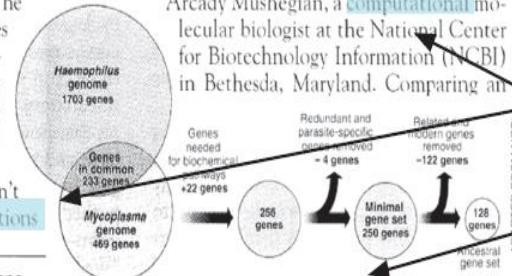 he
Arcady Mushegian, a computational mo-
es
lecular biologist at the National Center
for Biotechnology Information (NCBI)
in Bethesda, Maryland. Comparing an
Haemophilus
genome
1703 genes
Genes
in common
233 genes
Mycoplasma
genome
469 genes
n't
tions
Genes
needed
for biochemical
pathways
+22 genes
256
genes
Redundant and
parasite-specific
genes removed
– 4 genes
Minimal
gene set
250 genes
Related and
modern genes
removed
–122 genes
128
genes
Ancestral
gene set